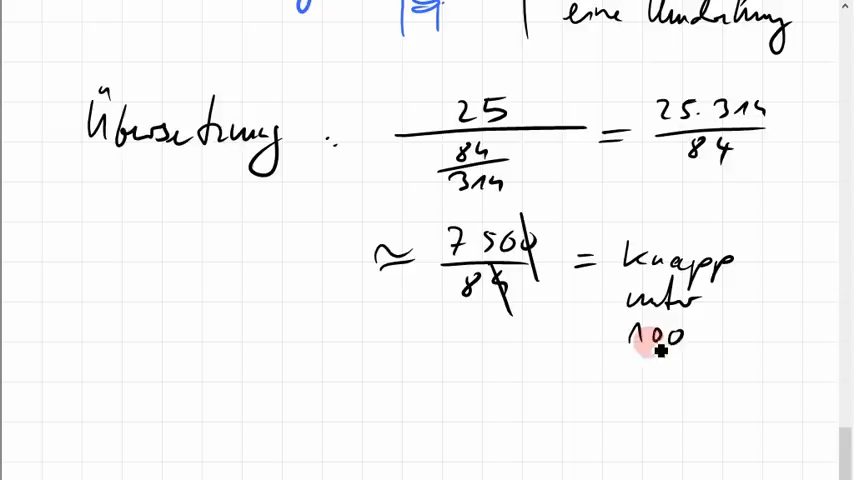 eine Umdrehung
Übersetzung : 25 / (84 / 314) = 25 · 314 / 84
≈ 7 500 / 84 = knapp
unter
100